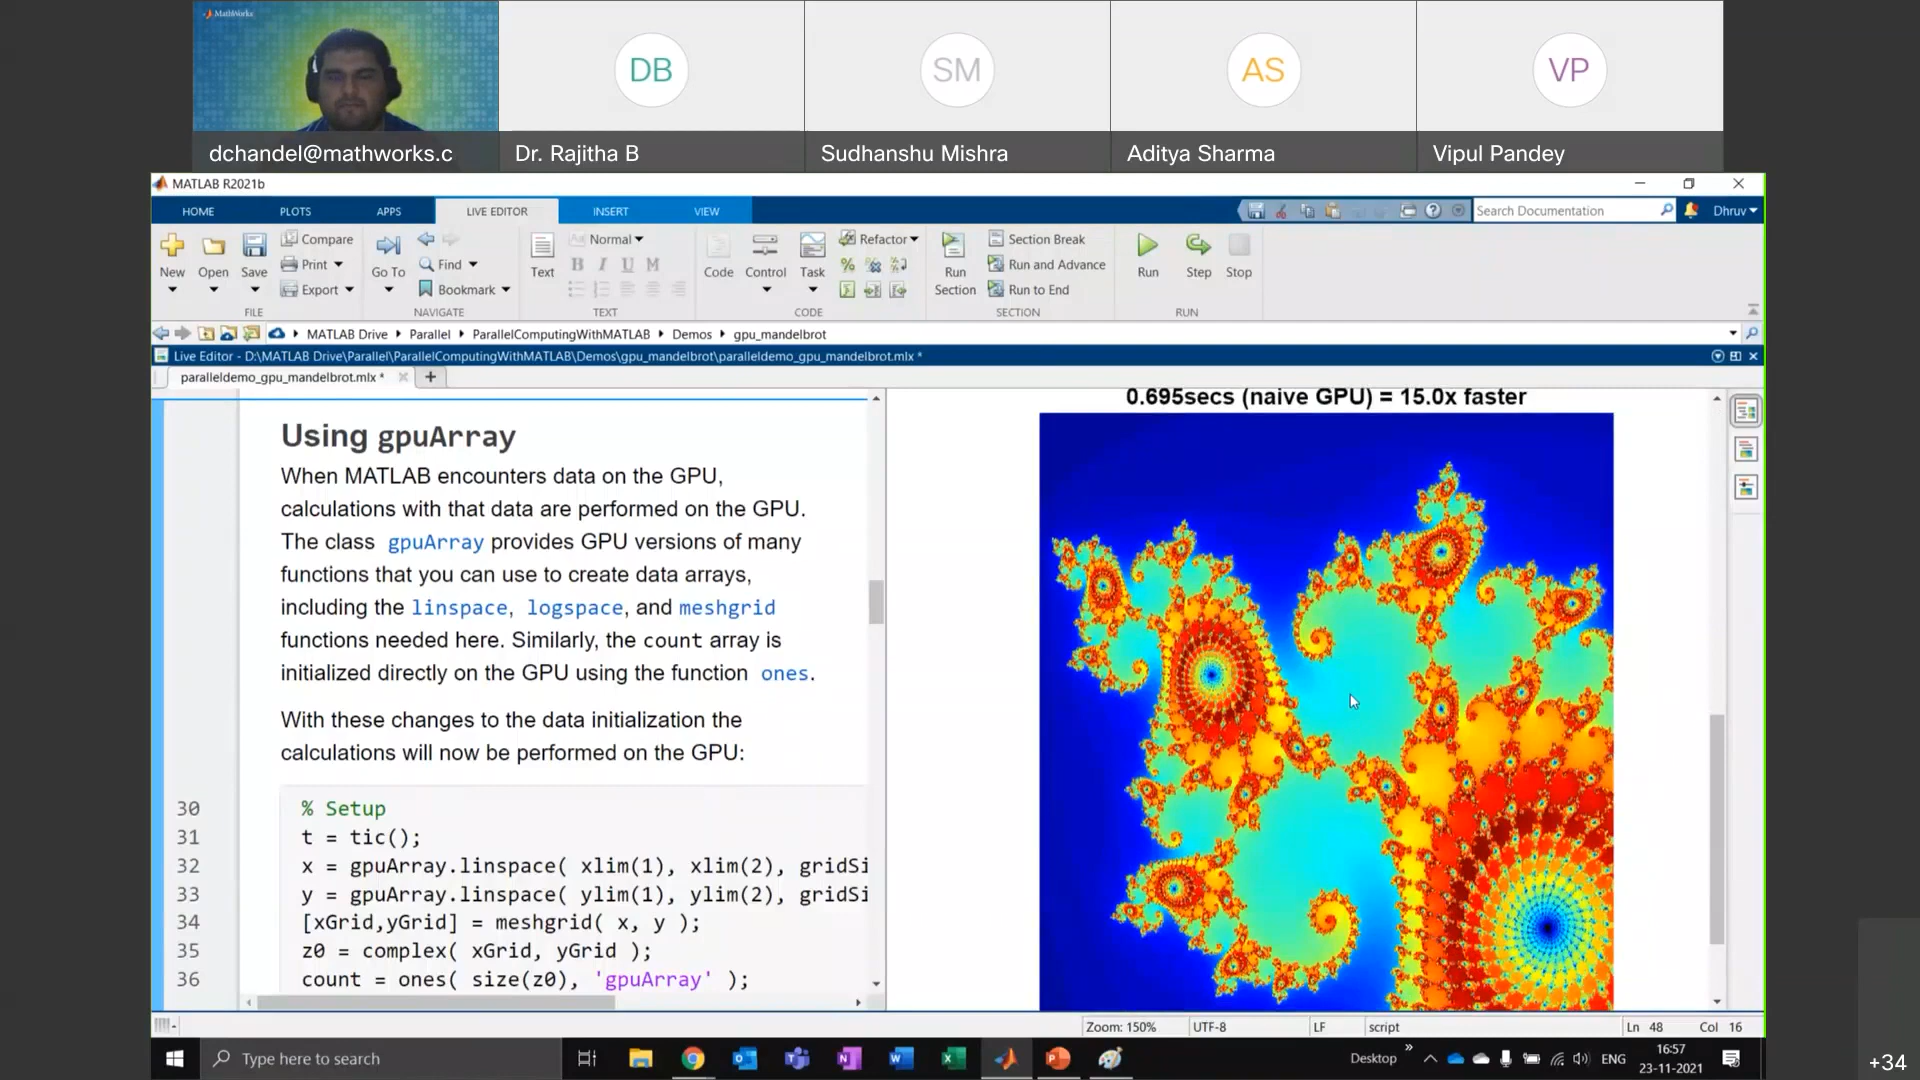 MathWorks
DB
SM
AS
VP
dchandel@mathworks.c
Dr. Rajitha B
Sudhanshu Mishra
Aditya Sharma
Vipul Pandey
MATLAB R2021b
HOME PLOTS APPS LIVE EDITOR INSERT VIEW
Search Documentation
Dhruv
New Open Save Compare Print Export
Go To Find Bookmark
Text Normal B I U M
Code Control Task Refactor
Run Section Section Break Run and Advance Run to End
Run Step Stop
FILE NAVIGATE TEXT CODE SECTION RUN
MATLAB Drive Parallel ParallelComputingWithMATLAB Demos gpu_mandelbrot
Live Editor - D:\MATLAB Drive\Parallel\ParallelComputingWithMATLAB\Demos\gpu_mandelbrot\paralleldemo_gpu_mandelbrot.mlx *
paralleldemo_gpu_mandelbrot.mlx *
Using gpuArray
When MATLAB encounters data on the GPU,
calculations with that data are performed on the GPU.
The class gpuArray provides GPU versions of many
functions that you can use to create data arrays,
including the linspace, logspace, and meshgrid
functions needed here. Similarly, the count array is
initialized directly on the GPU using the function ones.
With these changes to the data initialization the
calculations will now be performed on the GPU:
30 % Setup
31 t = tic();
32 x = gpuArray.linspace( xlim(1), xlim(2), gridSi
33 y = gpuArray.linspace( ylim(1), ylim(2), gridSi
34 [xGrid,yGrid] = meshgrid( x, y );
35 z0 = complex( xGrid, yGrid );
36 count = ones( size(z0), 'gpuArray' );
0.695secs (naive GPU) = 15.0x faster
Zoom: 150% UTF-8 LF script Ln 48 Col 16
Type here to search
Desktop
ENG
16:57
23-11-2021
+34